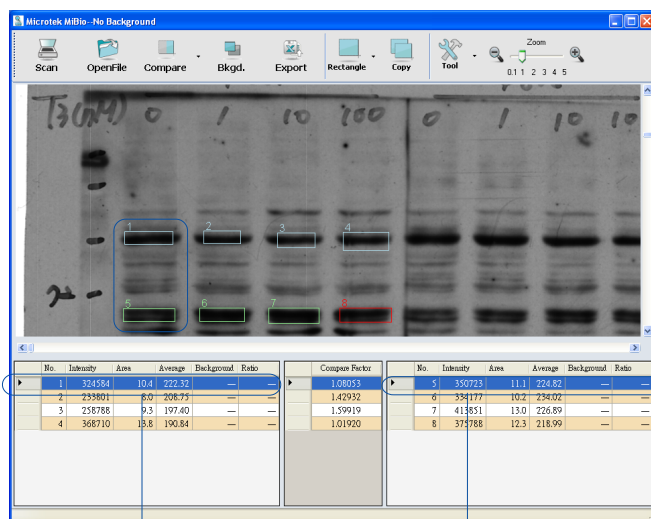 Microtek MiBio--No Background
Scan OpenFile Compare Bkgd. Export Rectangle Copy Tool Zoom
0.1 1 2 3 4 5
T3(nM) 0 1 10 100 0 1 10 10
1 2 3 4
5 6 7 8
No. Intensity Area Average Background Ratio
1 324584 10.4 222.32 — —
2 233801 8.0 208.75 — —
3 258788 9.3 197.40 — —
4 368710 13.8 190.84 — —
Compare Factor
1.08053
1.42932
1.59919
1.01920
No. Intensity Area Average Background Ratio
5 350723 11.1 224.82 — —
6 334177 10.2 234.02 — —
7 413851 13.0 226.89 — —
8 375788 12.3 218.99 — —